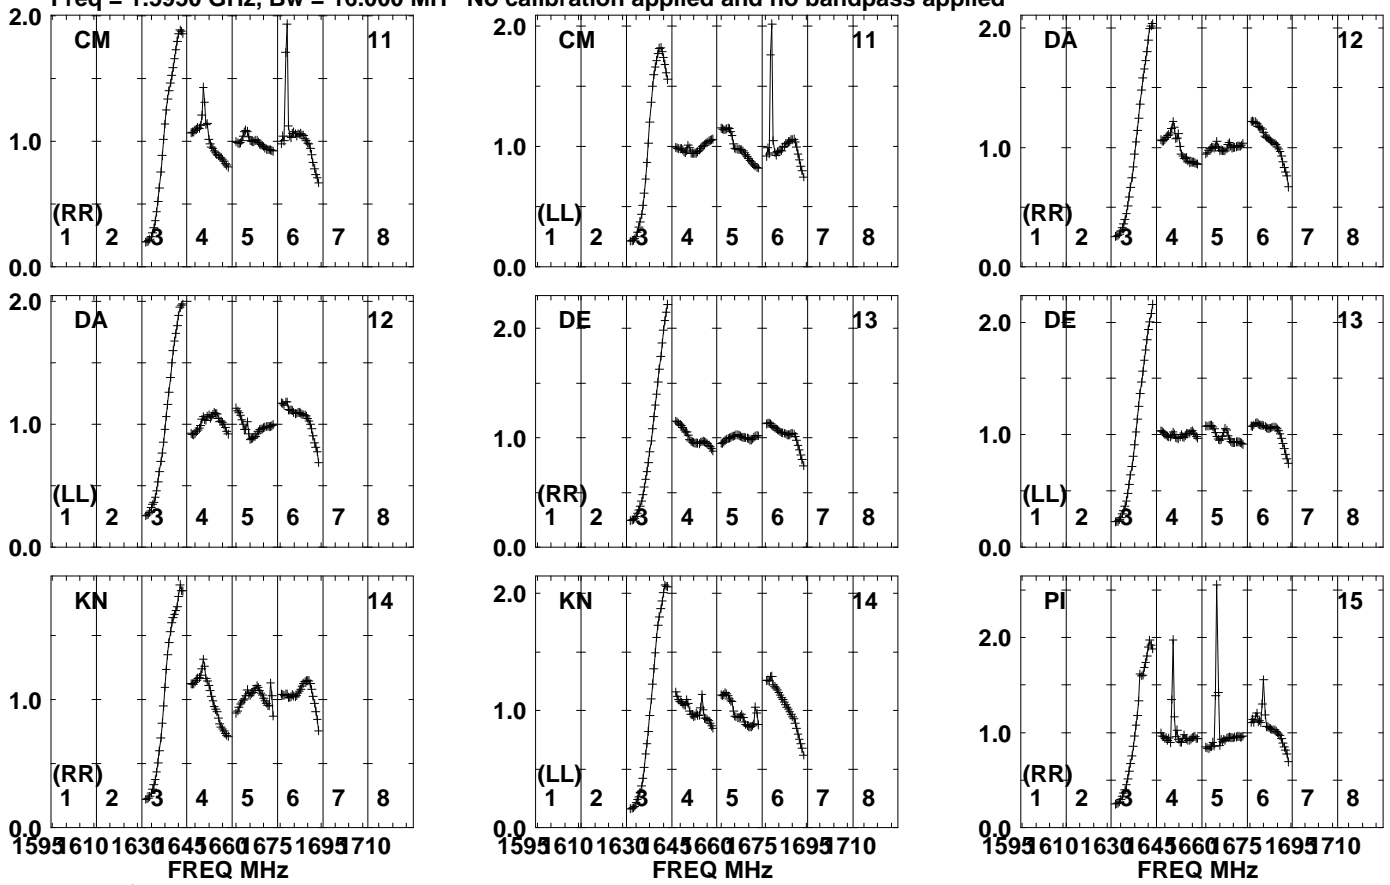 Freq = 1.5950 GHz, Bw = 16.000 MH No calibration applied and no bandpass applied
2.0 CM 11
1.0
(RR)
1 2 3 4 5 6 7 8
0.0
2.0 CM 11
1.0
(LL)
1 2 3 4 5 6 7 8
0.0
2.0 DA 12
1.0
(RR)
1 2 3 4 5 6 7 8
0.0
2.0 DA 12
1.0
(LL)
1 2 3 4 5 6 7 8
0.0
2.0 DE 13
1.0
(RR)
1 2 3 4 5 6 7 8
0.0
2.0 DE 13
1.0
(LL)
1 2 3 4 5 6 7 8
0.0
KN 14
1.0
(RR)
1 2 3 4 5 6 7 8
0.0
1595 1610 1630 1645 1660 1675 1695 1710
FREQ MHz
2.0 KN 14
1.0
(LL)
1 2 3 4 5 6 7 8
0.0
1595 1610 1630 1645 1660 1675 1695 1710
FREQ MHz
PI 15
2.0
1.0
(RR)
1 2 3 4 5 6 7 8
0.0
1595 1610 1630 1645 1660 1675 1695 1710
FREQ MHz